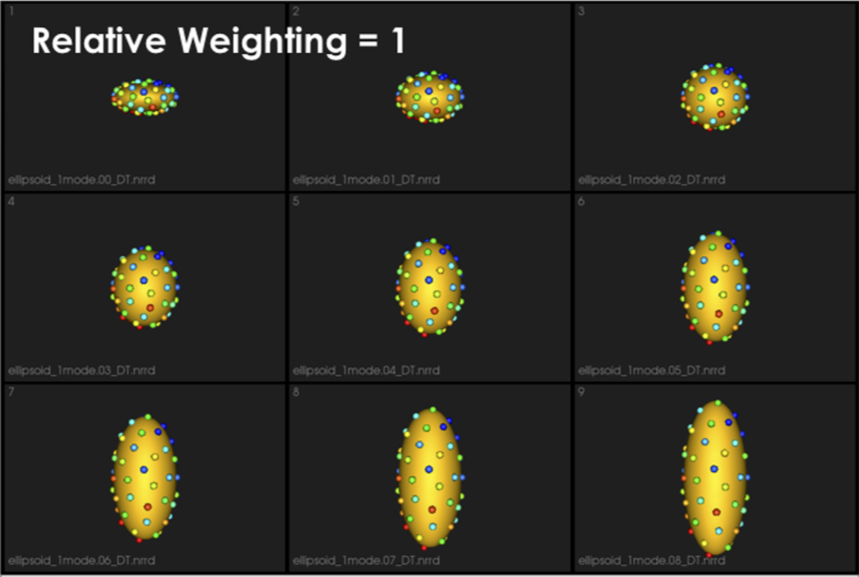 1
2
3
Relative Weighting = 1
ellipsoid_1mode.00_DT.nrrd
ellipsoid_1mode.01_DT.nrrd
ellipsoid_1mode.02_DT.nrrd
4
5
6
ellipsoid_1mode.03_DT.nrrd
ellipsoid_1mode.04_DT.nrrd
ellipsoid_1mode.05_DT.nrrd
7
8
9
ellipsoid_1mode.06_DT.nrrd
ellipsoid_1mode.07_DT.nrrd
ellipsoid_1mode.08_DT.nrrd